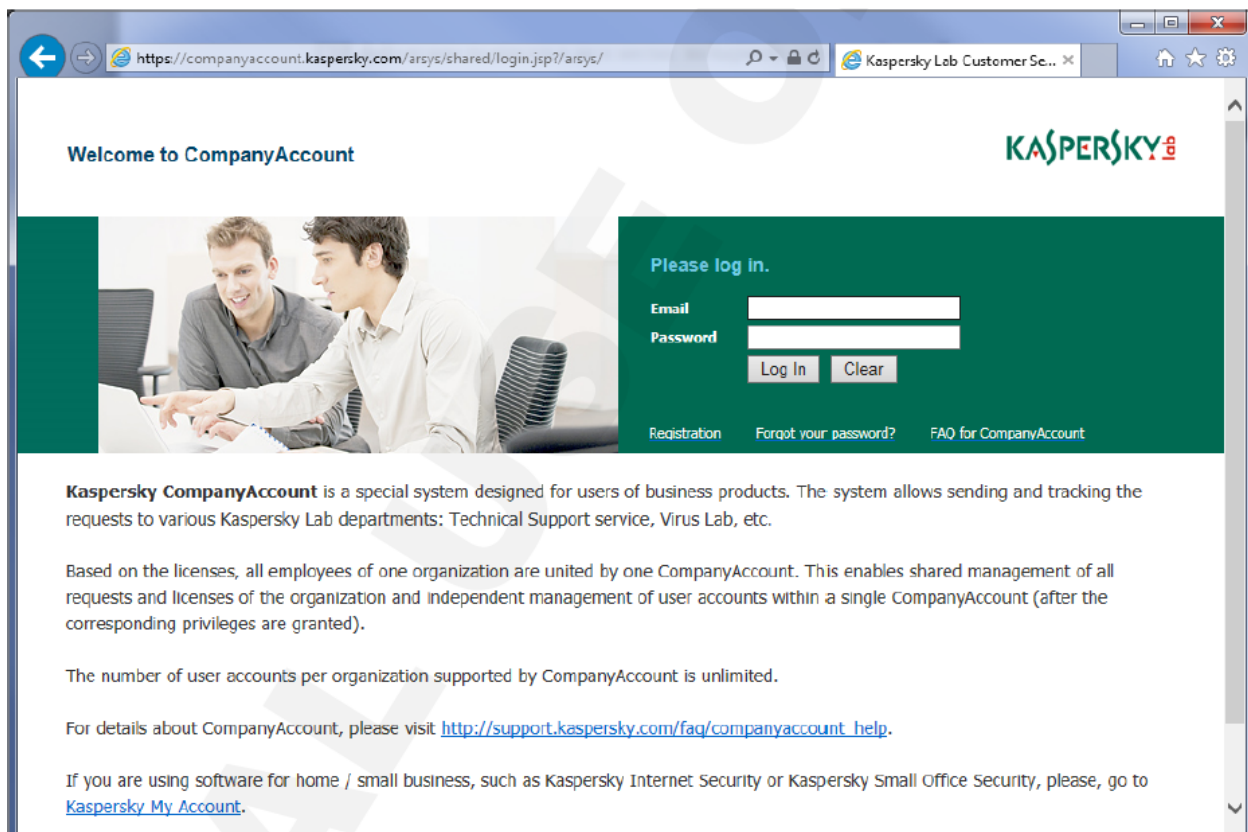 https://companyaccount.kaspersky.com/arsys/shared/login.jsp?/arsys/
Kaspersky Lab Customer Se...
Welcome to CompanyAccount
KASPERSKY lab
Please log in.
Email
Password
Log In Clear
Registration Forgot your password? FAQ for CompanyAccount
Kaspersky CompanyAccount is a special system designed for users of business products. The system allows sending and tracking the
requests to various Kaspersky Lab departments: Technical Support service, Virus Lab, etc.
Based on the licenses, all employees of one organization are united by one CompanyAccount. This enables shared management of all
requests and licenses of the organization and independent management of user accounts within a single CompanyAccount (after the
corresponding privileges are granted).
The number of user accounts per organization supported by CompanyAccount is unlimited.
For details about CompanyAccount, please visit http://support.kaspersky.com/faq/companyaccount_help.
If you are using software for home / small business, such as Kaspersky Internet Security or Kaspersky Small Office Security, please, go to
Kaspersky My Account.